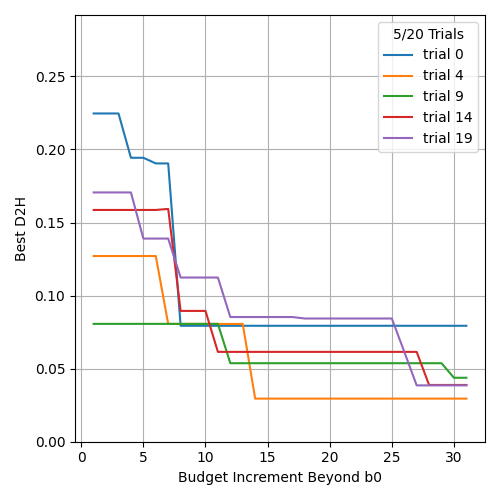 5/20 Trials
trial 0
trial 4
trial 9
trial 14
trial 19
0.25
0.20
0.15
0.10
0.05
0.00
Best D2H
0 5 10 15 20 25 30
Budget Increment Beyond b0